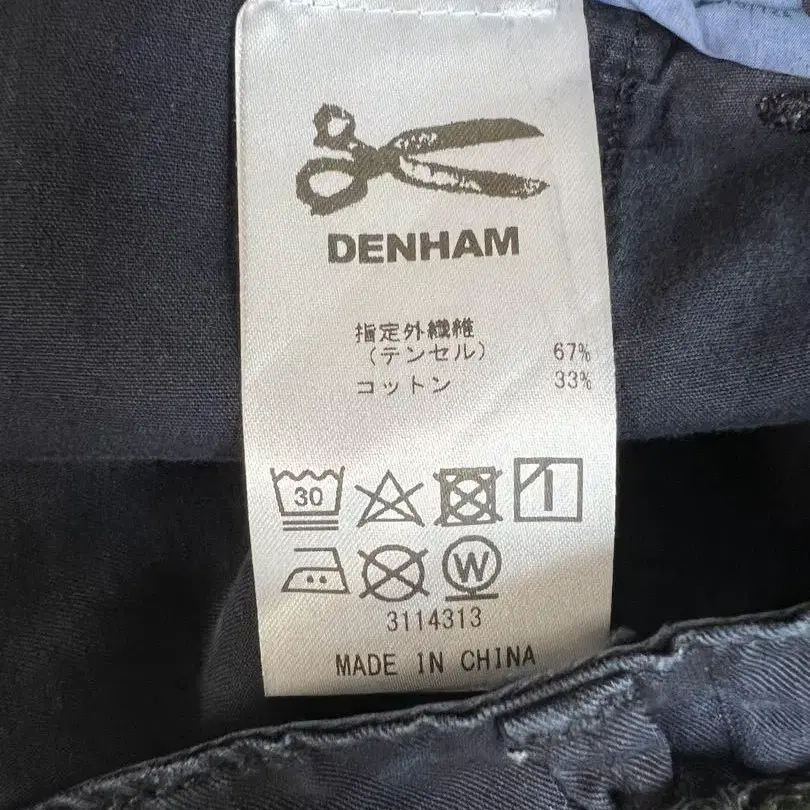 DENHAM
指定外繊維
（テンセル） 67%
コットン 33%
30
W
3114313
MADE IN CHINA